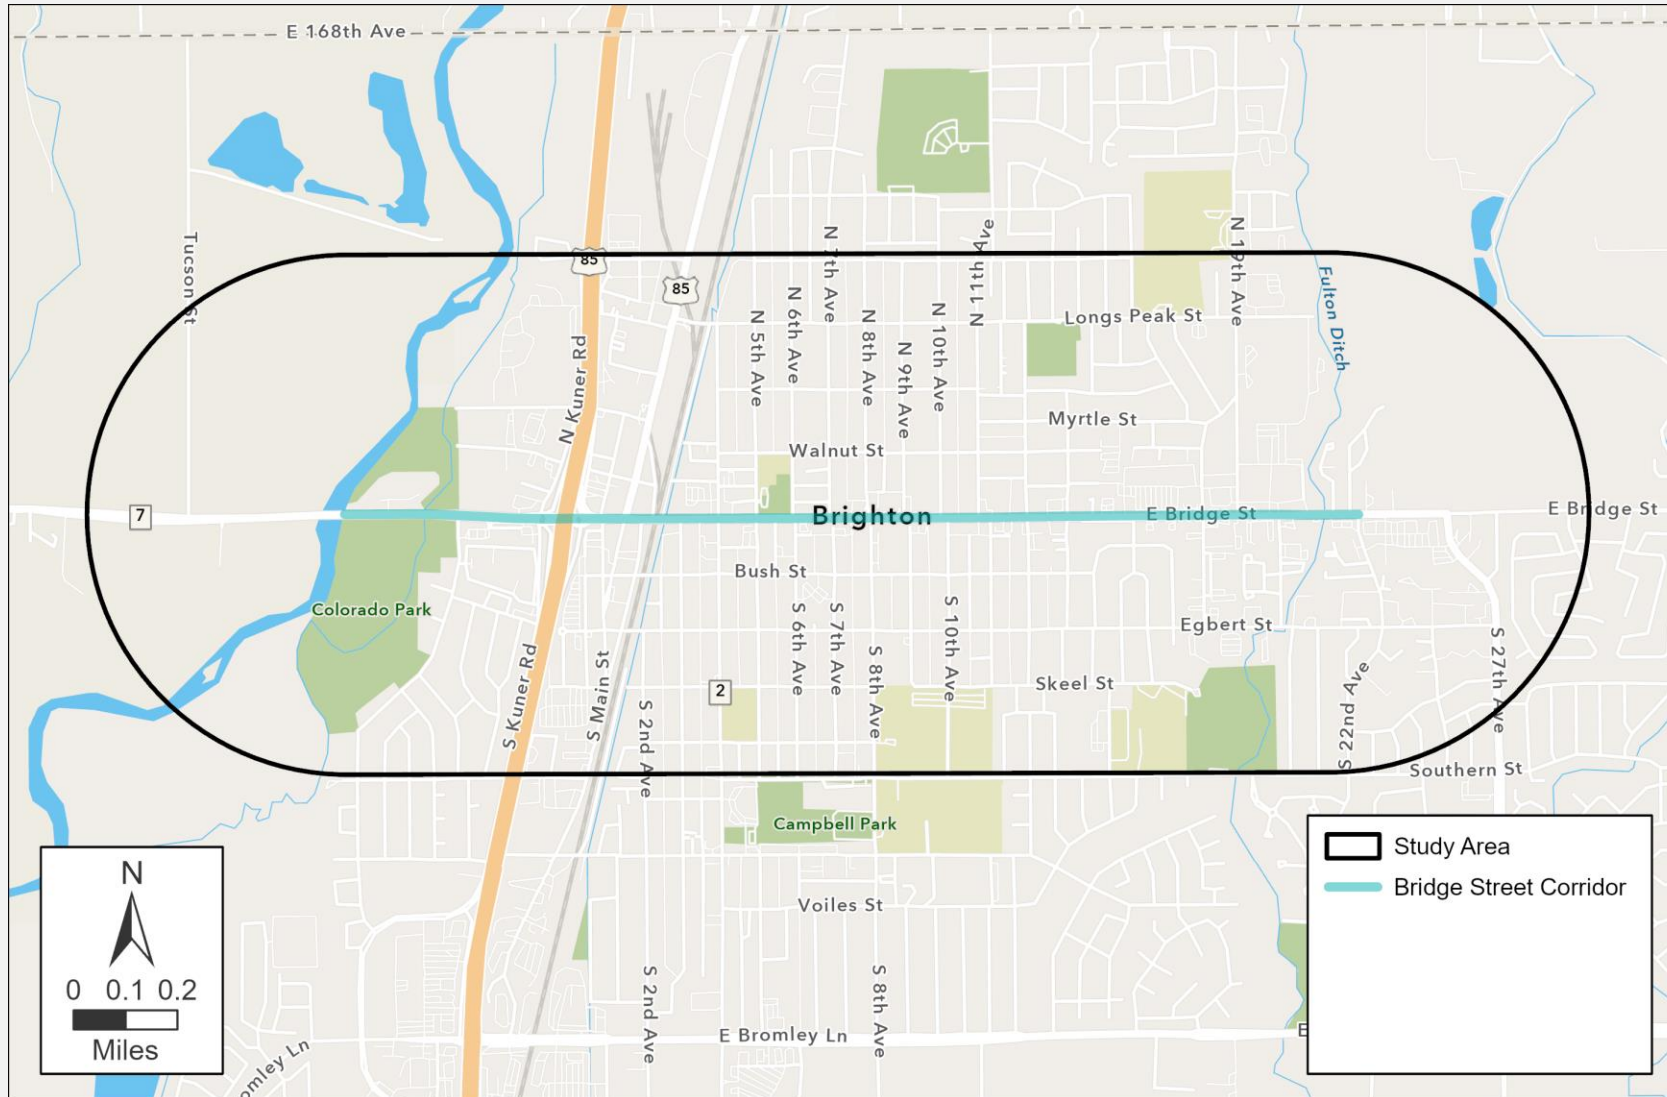 E 168th Ave
Tucson St
85
85
N 7th Ave
N 11th Ave
N 19th Ave
Fulton Ditch
N 5th Ave
N 6th Ave
N 8th Ave
N 9th Ave
N 10th Ave
Longs Peak St
N Kuner Rd
Myrtle St
Walnut St
7
Brighton
E Bridge St
E Bridge St
Bush St
Colorado Park
S 6th Ave
S 7th Ave
S 8th Ave
S 10th Ave
Egbert St
S 27th Ave
S Kuner Rd
S Main St
2
Skeel St
S 22nd Ave
S 2nd Ave
Southern St
Campbell Park
Voiles St
S 2nd Ave
S 8th Ave
E Bromley Ln
omley Ln
E
N
0 0.1 0.2
Miles
Study Area
Bridge Street Corridor